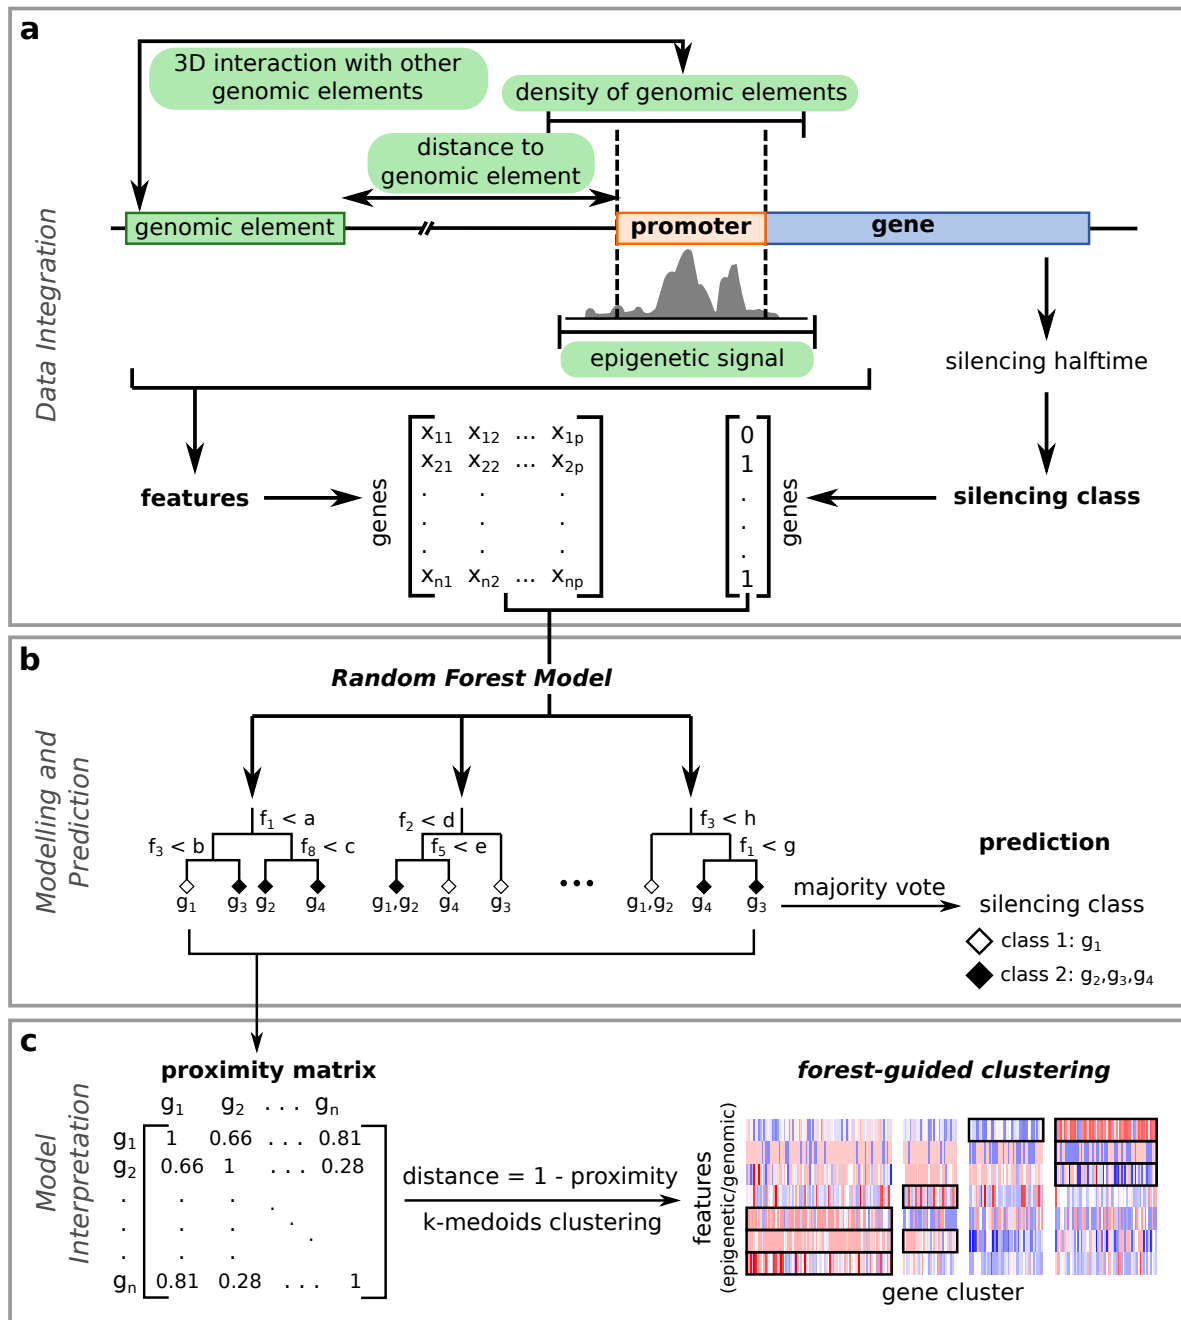 a
3D interaction with other
genomic elements
density of genomic elements
distance to
genomic element
genomic element
promoter
gene
epigenetic signal
silencing halftime
Data Integration
features
genes
x11 x12 ... x1p
x21 x22 ... x2p
. . .
. . .
. . .
xn1 xn2 ... xnp
0
1
.
.
.
1
genes
silencing class
b
Random Forest Model
Modelling and
Prediction
f1 < a
f3 < b
f8 < c
g1 g3 g2 g4
f2 < d
f5 < e
g1,g2 g4 g3
...
f3 < h
f1 < g
g1,g2 g4 g3
majority vote
prediction
silencing class
class 1: g1
class 2: g2,g3,g4
c
Model
Interpretation
proximity matrix
g1 g2 . . . gn
g1 1 0.66 . . . 0.81
g2 0.66 1 . . . 0.28
. . . .
. . . .
. . .
gn 0.81 0.28 . . . 1
distance = 1 - proximity
k-medoids clustering
forest-guided clustering
features
(epigenetic/genomic)
gene cluster